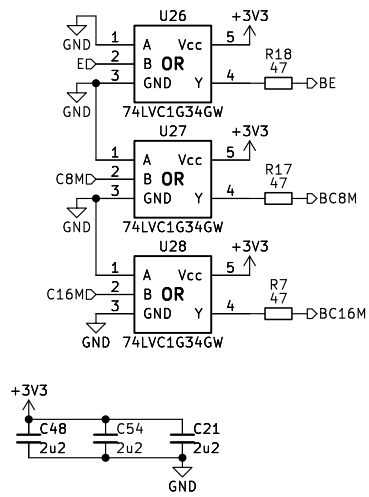 U26 +3V3
GND 1 A Vcc 5
E 2 B OR R18
GND 3 GND Y 4 47 BE
74LVC1G34GW
U27 +3V3
1 A Vcc 5
C8M 2 B OR R17
GND 3 GND Y 4 47 BC8M
74LVC1G34GW
U28 +3V3
1 A Vcc 5
C16M 2 B OR R7
GND 3 GND Y 4 47 BC16M
74LVC1G34GW
+3V3
C48 C54 C21
2u2 2u2 2u2
GND